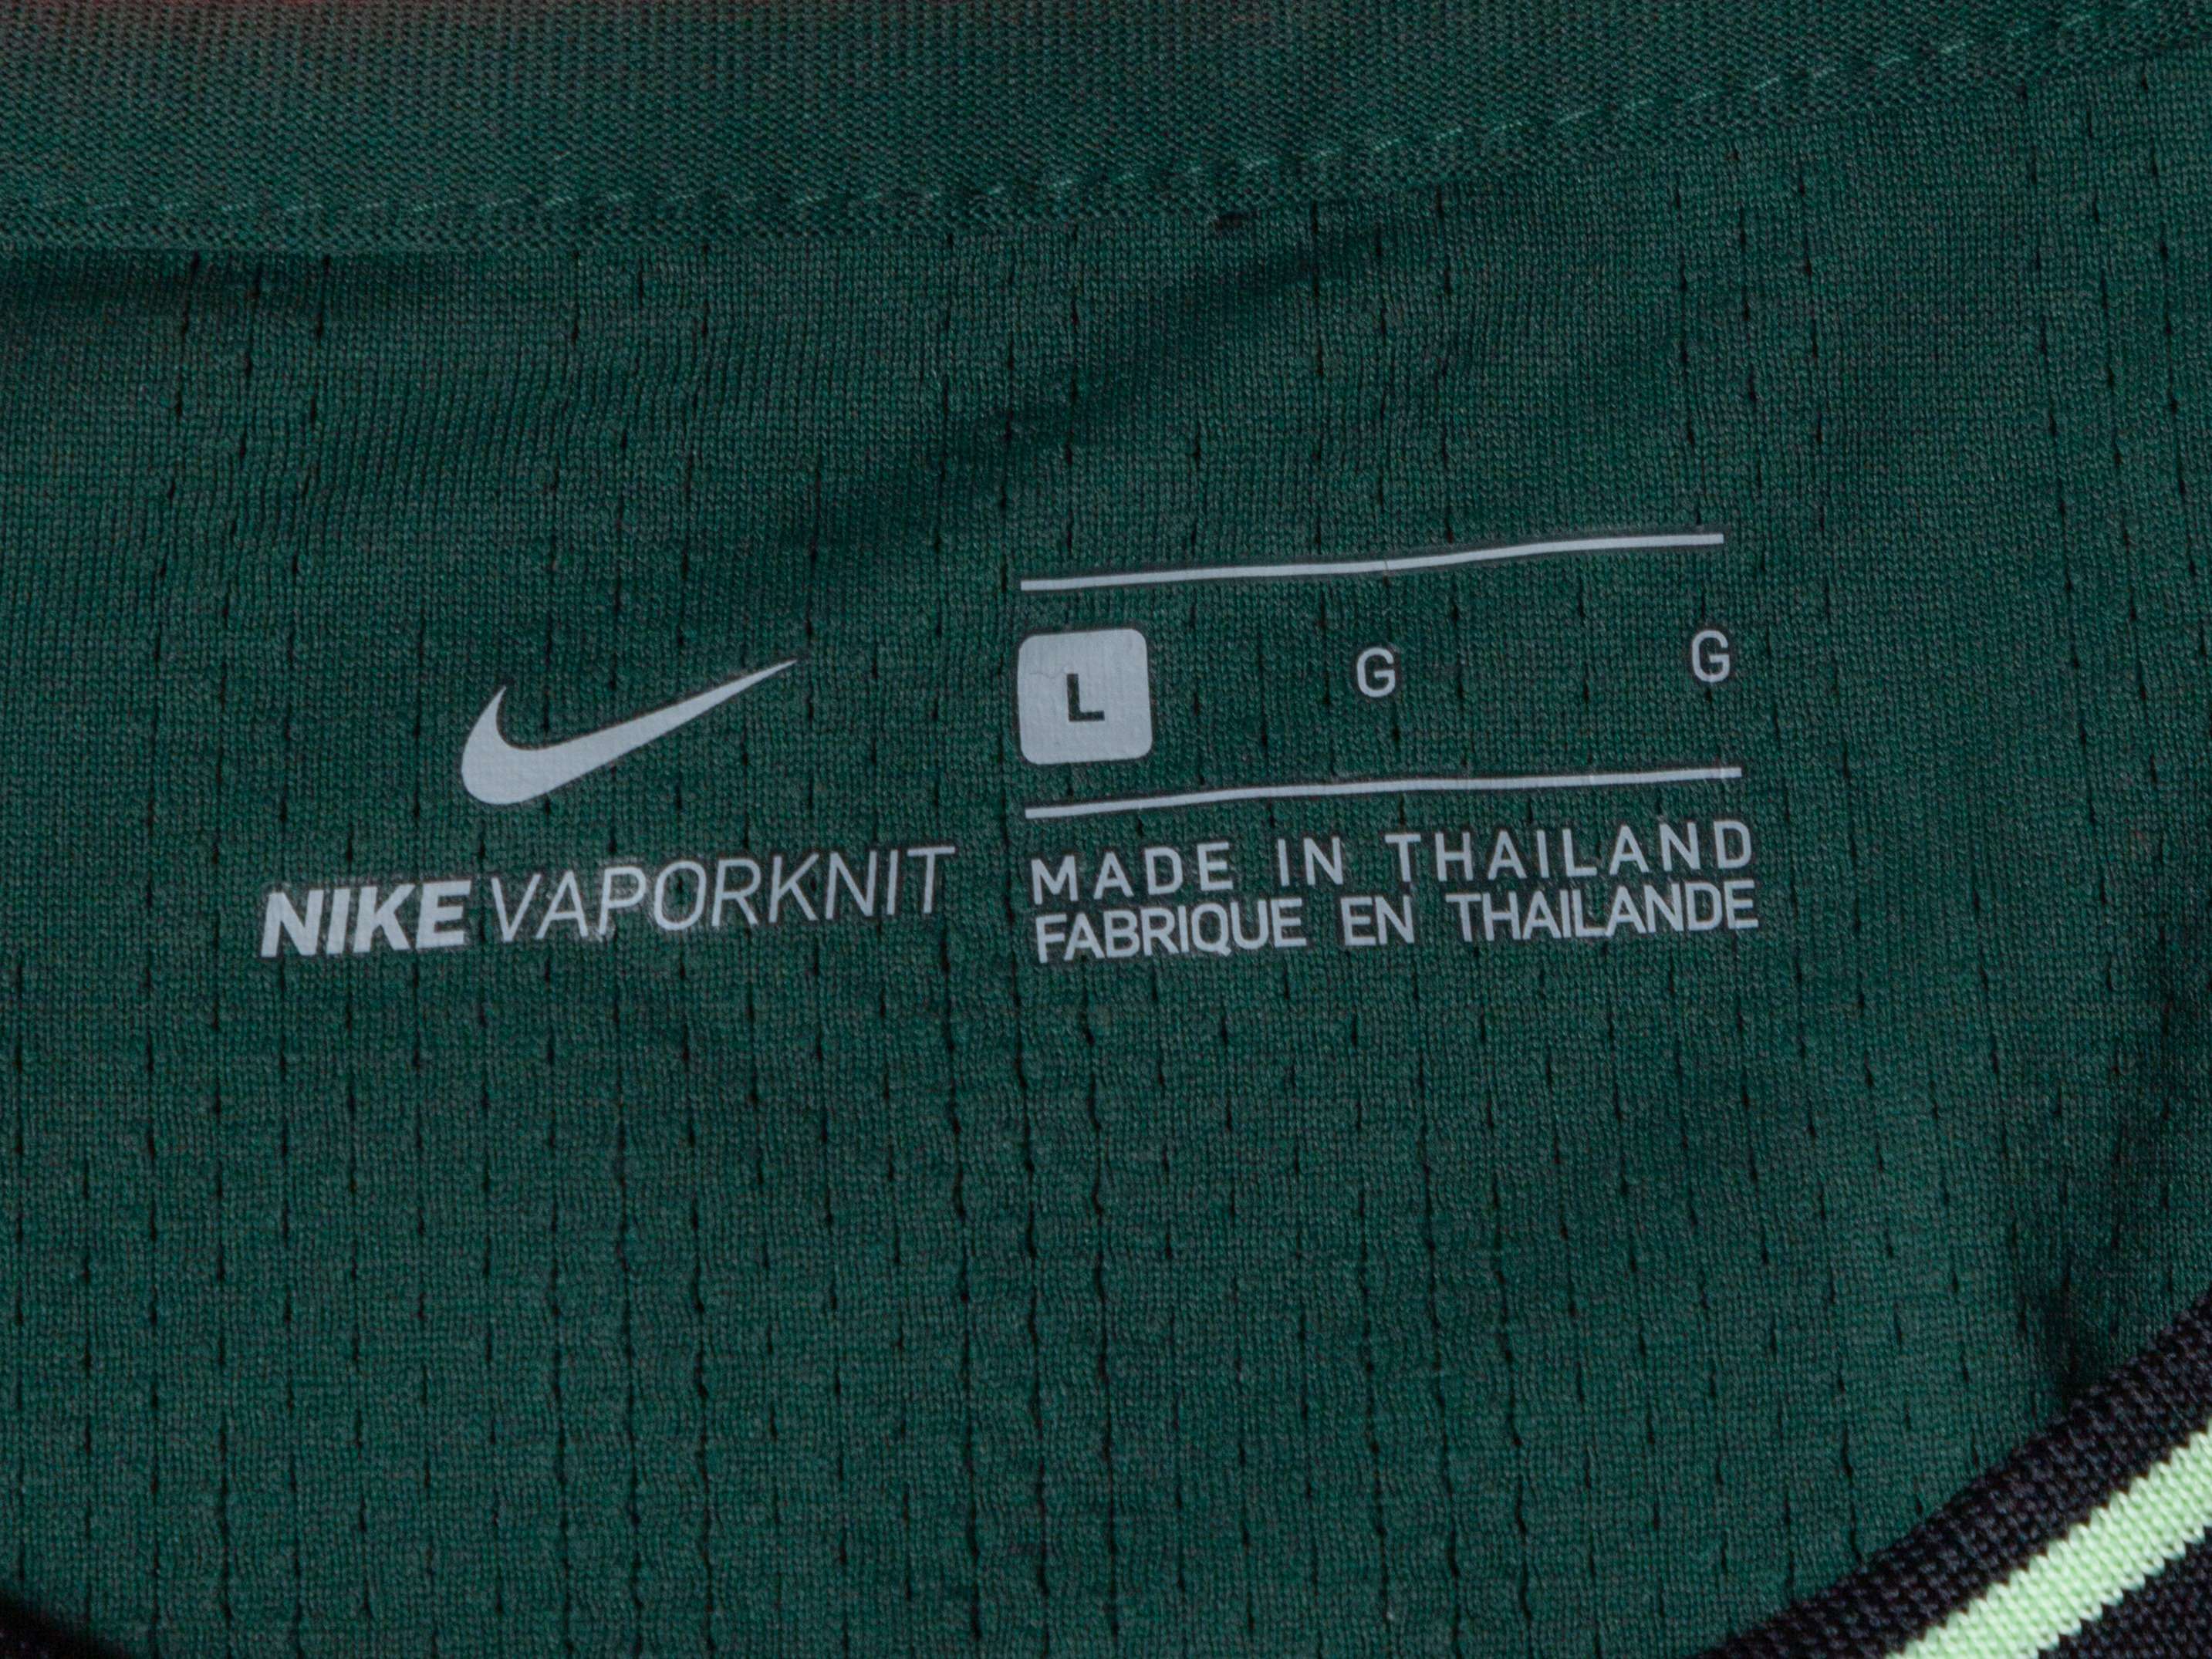 NIKE VAPORKNIT
L G G
MADE IN THAILAND
FABRIQUE EN THAILANDE